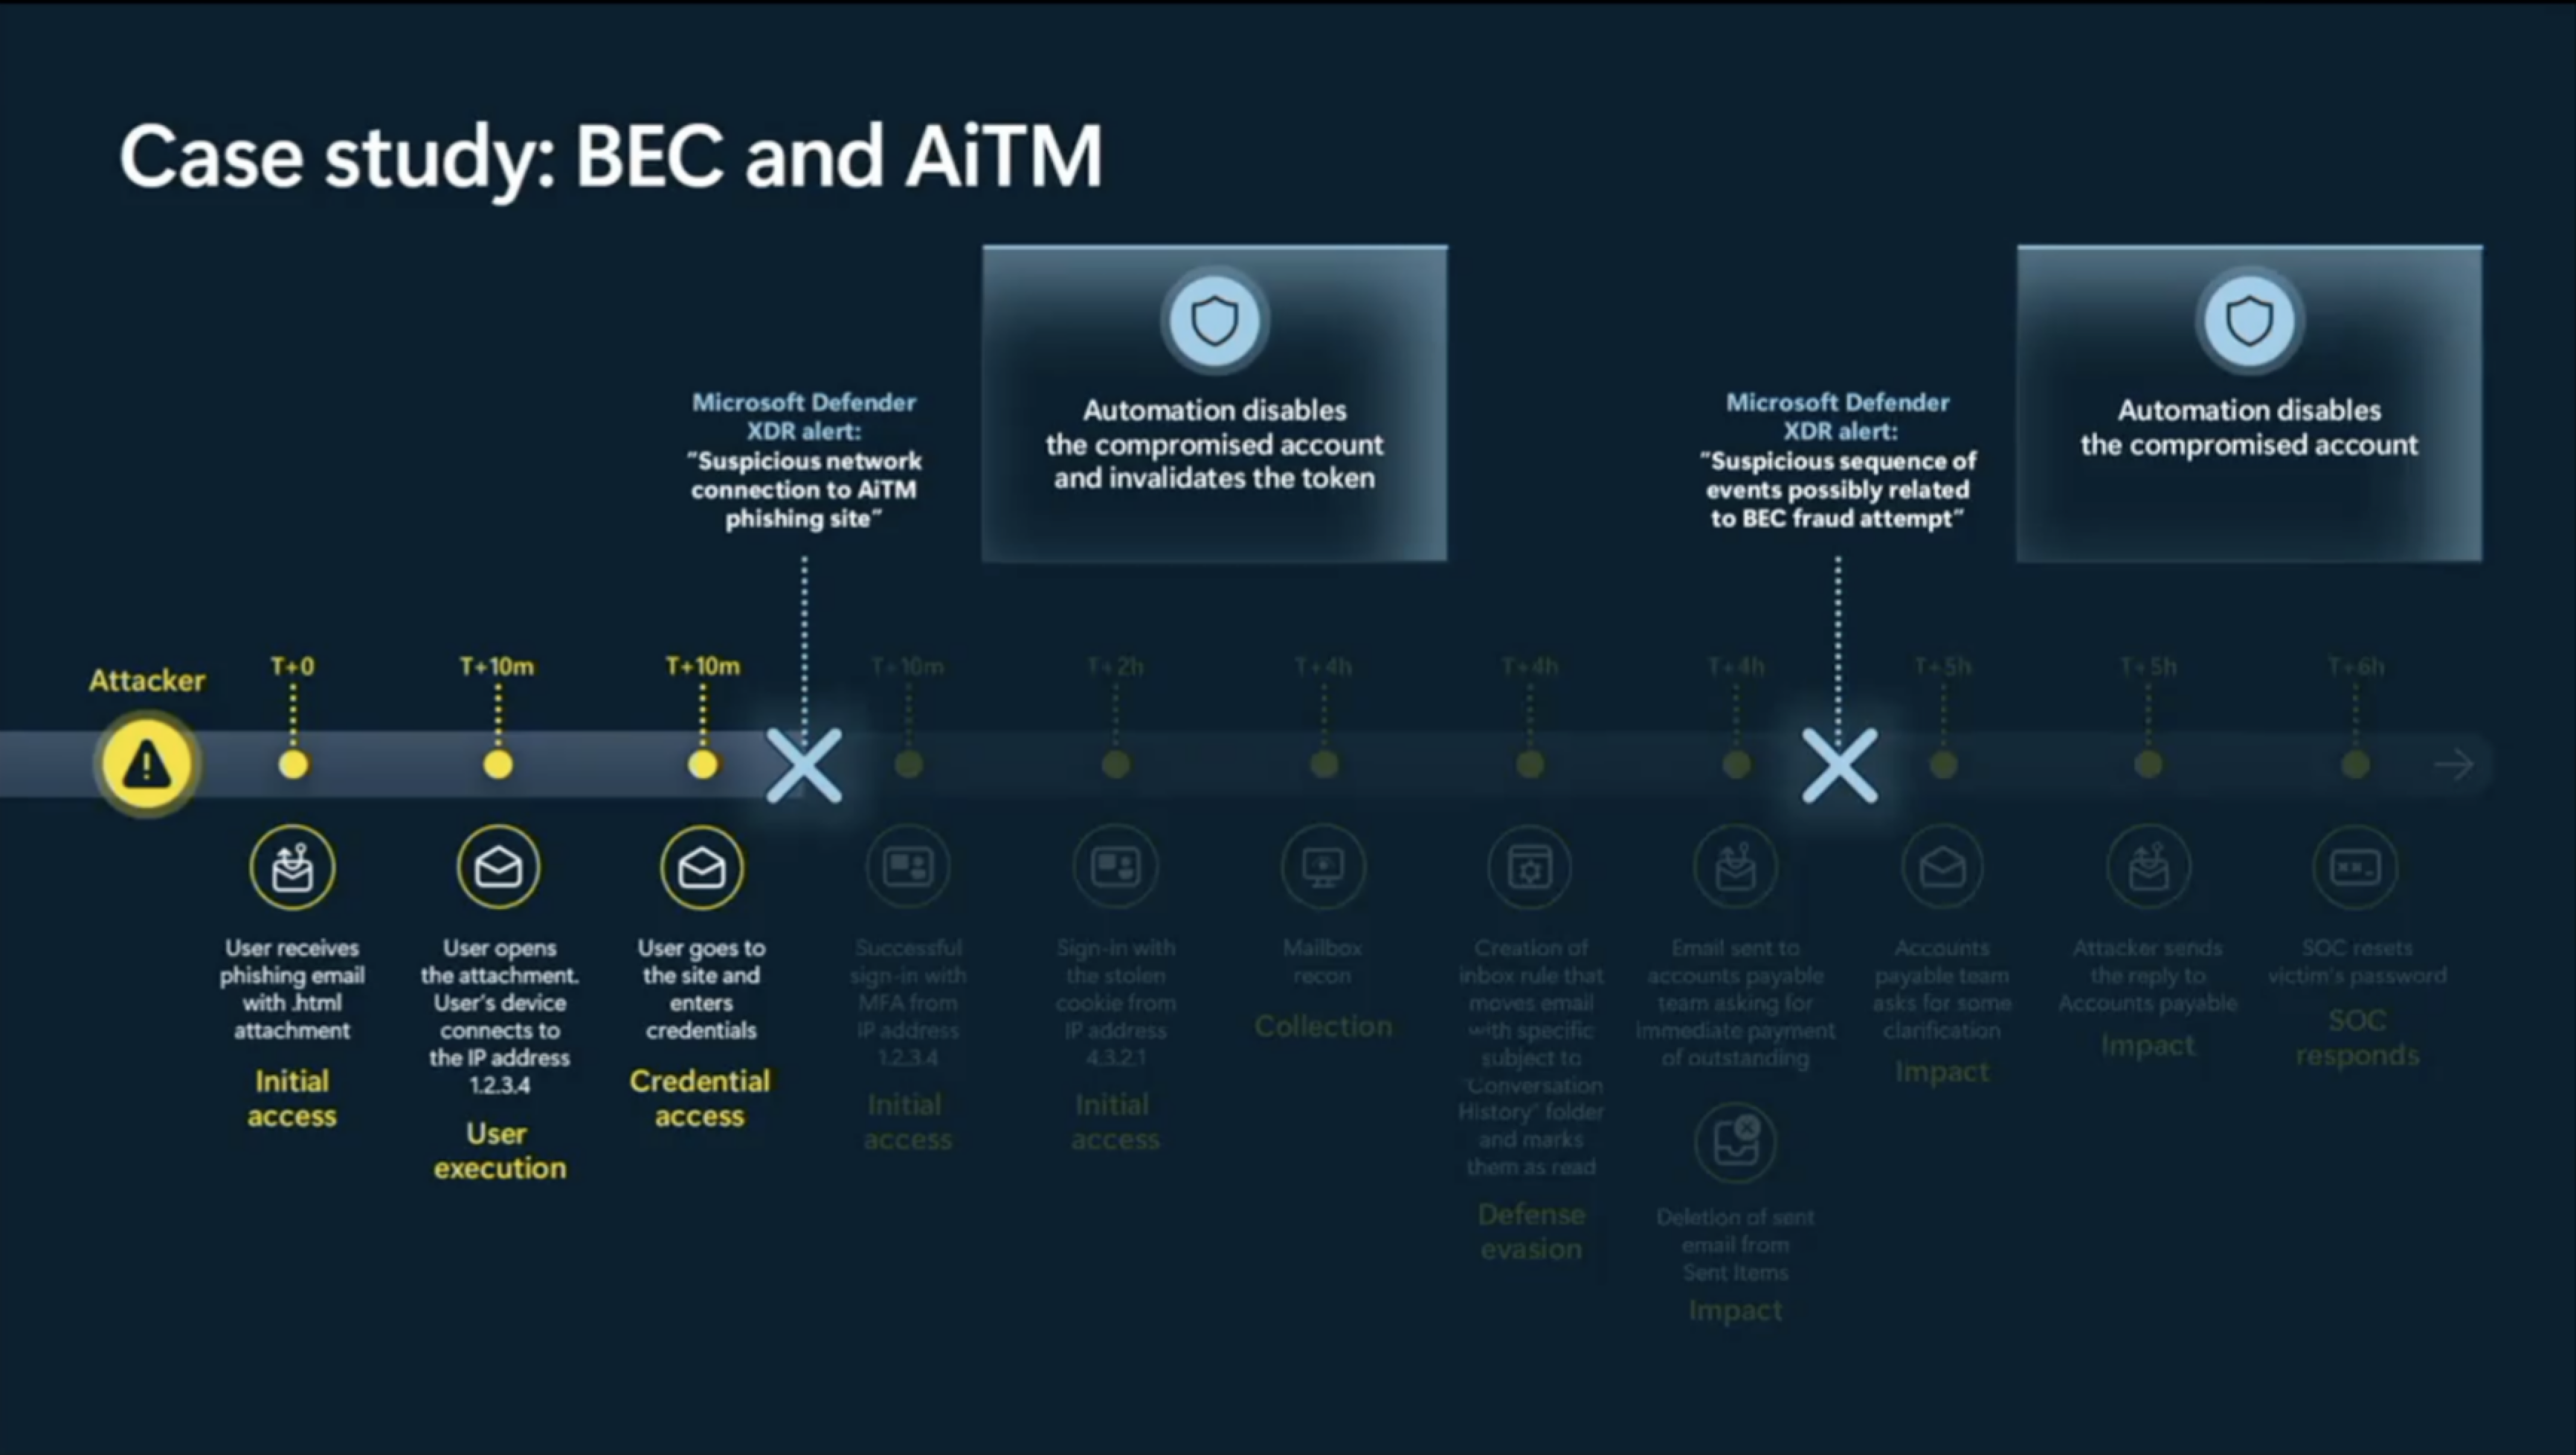 Case study: BEC and AiTM
Microsoft Defender
XDR alert:
"Suspicious network
connection to AiTM
phishing site"
Automation disables
the compromised account
and invalidates the token
Microsoft Defender
XDR alert:
"Suspicious sequence of
events possibly related
to BEC fraud attempt"
Automation disables
the compromised account
Attacker
T+0
User receives
phishing email
with .html
attachment
Initial
access
T+10m
User opens
the attachment.
User's device
connects to
the IP address
1.2.3.4
User
execution
T+10m
User goes to
the site and
enters
credentials
Credential
access
T+10m
Successful
sign-in with
MFA from
IP address
1.2.3.4
Initial
access
T+2h
Sign-in with
the stolen
cookie from
IP address
4.3.2.1
Initial
access
T+4h
Mailbox
recon
Collection
T+4h
Creation of
inbox rule that
moves email
with specific
subject to
"Conversation
History" folder
and marks
them as read
Defense
evasion
T+4h
Email sent to
accounts payable
team asking for
immediate payment
of outstanding
Deletion of sent
email from
Sent Items
Impact
T+5h
Accounts
payable team
asks for some
clarification
Impact
T+5h
Attacker sends
the reply to
Accounts payable
Impact
T+6h
SOC resets
victim's password
SOC
responds